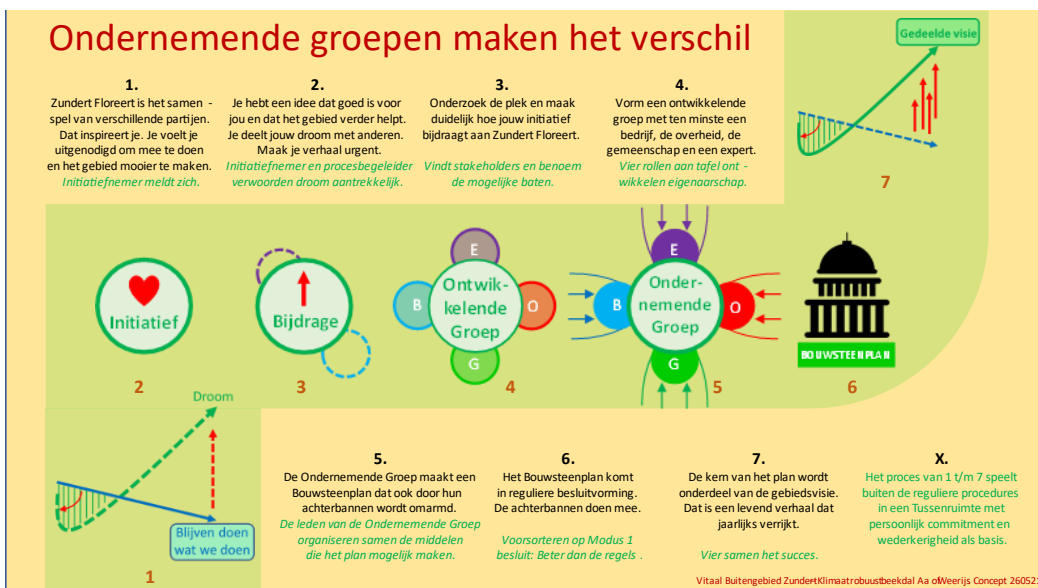 Ondernemende groepen maken het verschil
1.
Zundert Floreert is het samen -
spel van verschillende partijen.
Dat inspireert je. Je voelt je
uitgenodigd om mee te doen
en het gebied mooier te maken.
Initiatiefnemer meldt zich.
2.
Je hebt een idee dat goed is voor
jou en dat het gebied verder helpt.
Je deelt jouw droom met anderen.
Maak je verhaal urgent.
Initiatiefnemer en procesbegeleider
verwoorden droom aantrekkelijk.
3.
Onderzoek de plek en maak
duidelijk hoe jouw initiatief
bijdraagt aan Zundert Floreert.
Vindt stakeholders en benoem
de mogelijke baten.
4.
Vorm een ontwikkelende
groep met ten minste een
bedrijf, de overheid, de
gemeenschap en een expert.
Vier rollen aan tafel ont -
wikkelen eigenaarschap.
Gedeelde visie
7
Initiatief
2
Bijdrage
3
E
B
Ontwik-
kelende
Groep
O
G
4
E
B
Onder-
nemende
Groep
O
G
5
BOUWSTEENPLAN
6
Droom
Blijven doen
wat we doen
1
5.
De Ondernemende Groep maakt een
Bouwsteenplan dat ook door hun
achterbannen wordt omarmd.
De leden van de Ondernemende Groep
organiseren samen de middelen
die het plan mogelijk maken.
6.
Het Bouwsteenplan komt
in reguliere besluitvorming.
De achterbannen doen mee.
Voorsorteren op Modus 1
besluit: Beter dan de regels .
7.
De kern van het plan wordt
onderdeel van de gebiedsvisie.
Dat is een levend verhaal dat
jaarlijks verrijkt.
Vier samen het succes.
X.
Het proces van 1 t/m 7 speelt
buiten de reguliere procedures
in een Tussenruimte met
persoonlijk commitment en
wederkerigheid als basis.
Vitaal Buitengebied Zundert Klimaatrobuust beekdal Aa of Weerijs Concept 260521